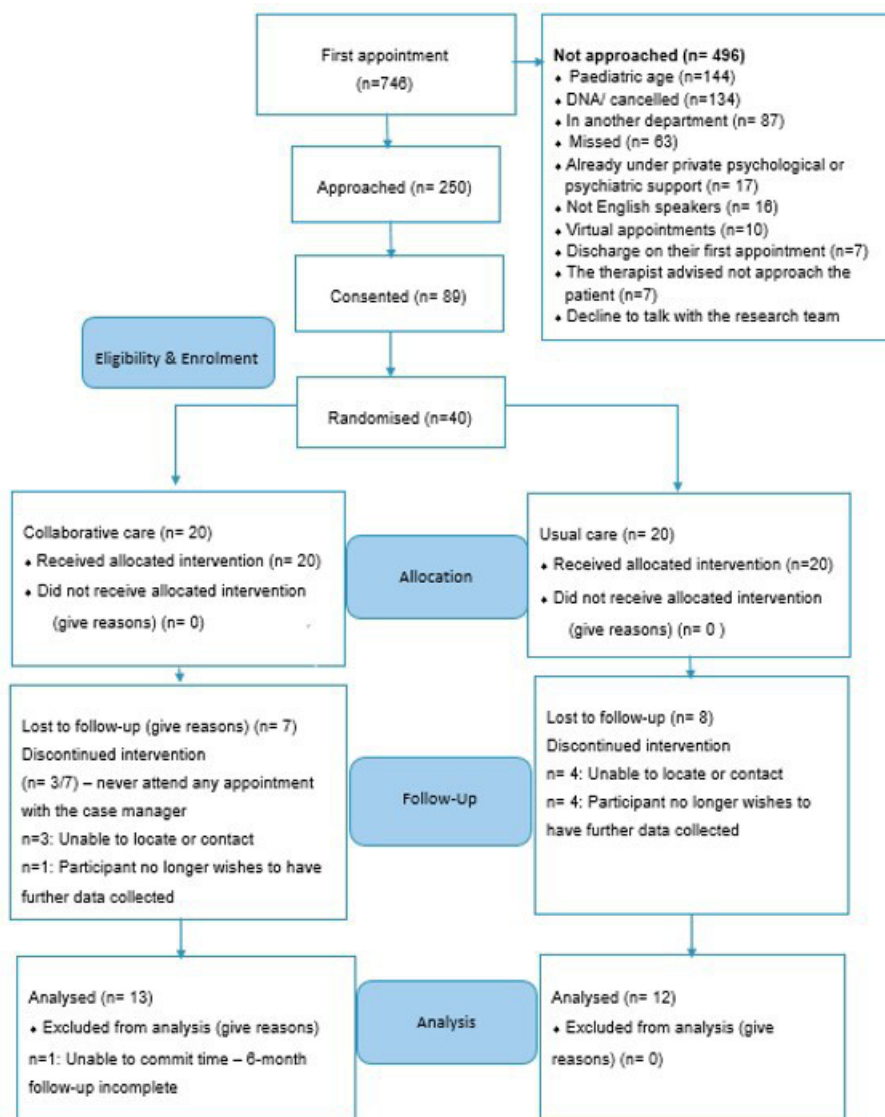 First appointment
(n=746)
Not approached (n= 496)
♦ Paediatric age (n=144)
♦ DNA/ cancelled (n=134)
♦ In another department (n= 87)
♦ Missed (n= 63)
♦ Already under private psychological or
psychiatric support (n= 17)
♦ Not English speakers (n= 16)
♦ Virtual appointments (n=10)
♦ Discharge on their first appointment (n=7)
♦ The therapist advised not approach the
patient (n=7)
♦ Decline to talk with the research team
Approached (n= 250)
Consented (n= 89)
Eligibility & Enrolment
Randomised (n=40)
Collaborative care (n= 20)
♦ Received allocated intervention (n= 20)
♦ Did not receive allocated intervention
(give reasons) (n= 0)
Allocation
Usual care (n= 20)
♦ Received allocated intervention (n=20)
♦ Did not receive allocated intervention
(give reasons) (n= 0 )
Lost to follow-up (give reasons) (n= 7)
Discontinued intervention
(n= 3/7) – never attend any appointment
with the case manager
n=3: Unable to locate or contact
n=1: Participant no longer wishes to have
further data collected
Follow-Up
Lost to follow-up (n= 8)
Discontinued intervention
n= 4: Unable to locate or contact
n= 4: Participant no longer wishes to
have further data collected
Analysed (n= 13)
♦ Excluded from analysis (give reasons)
n=1: Unable to commit time – 6-month
follow-up incomplete
Analysis
Analysed (n= 12)
♦ Excluded from analysis (give
reasons) (n= 0)